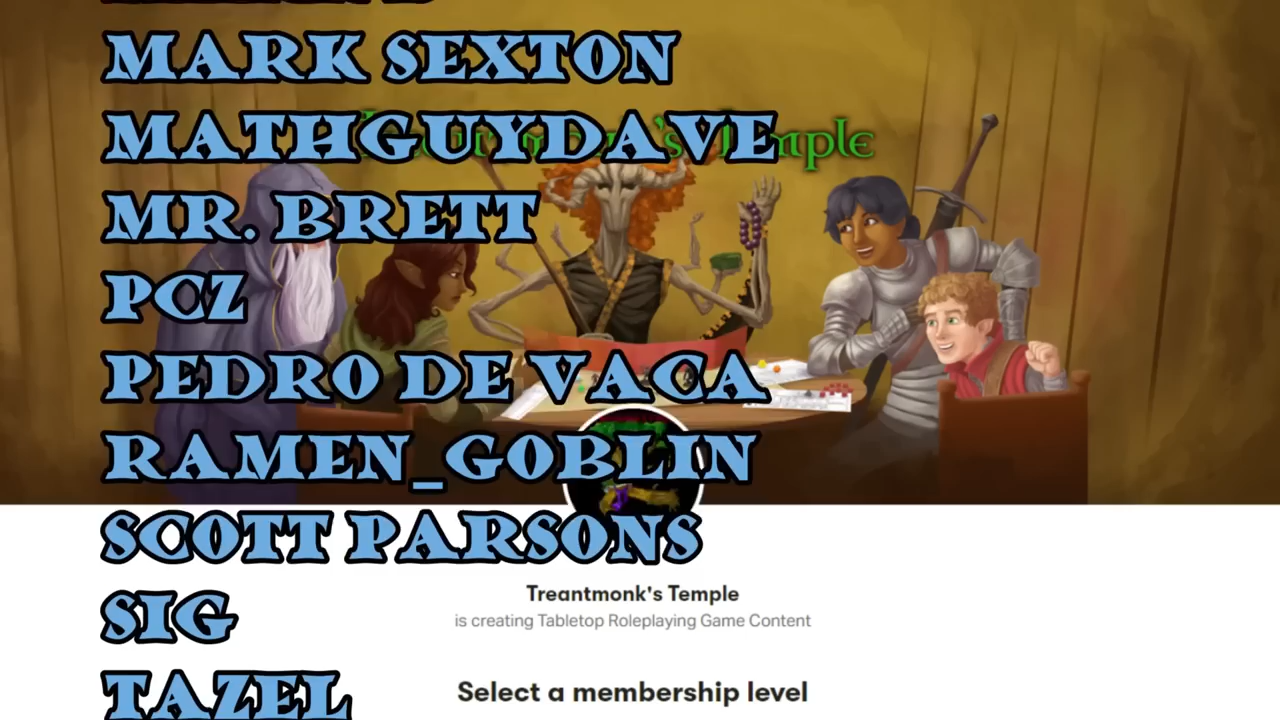 MARK SEXTON
MATHGUYDAVE
MR. BRETT
PCZ
PEDRO DE VACA
RAMEN_GOBLIN
SCOTT PARSONS
Treantmonk's Temple
is creating Tabletop Roleplaying Game Content
SIG
Select a membership level
TAZEL